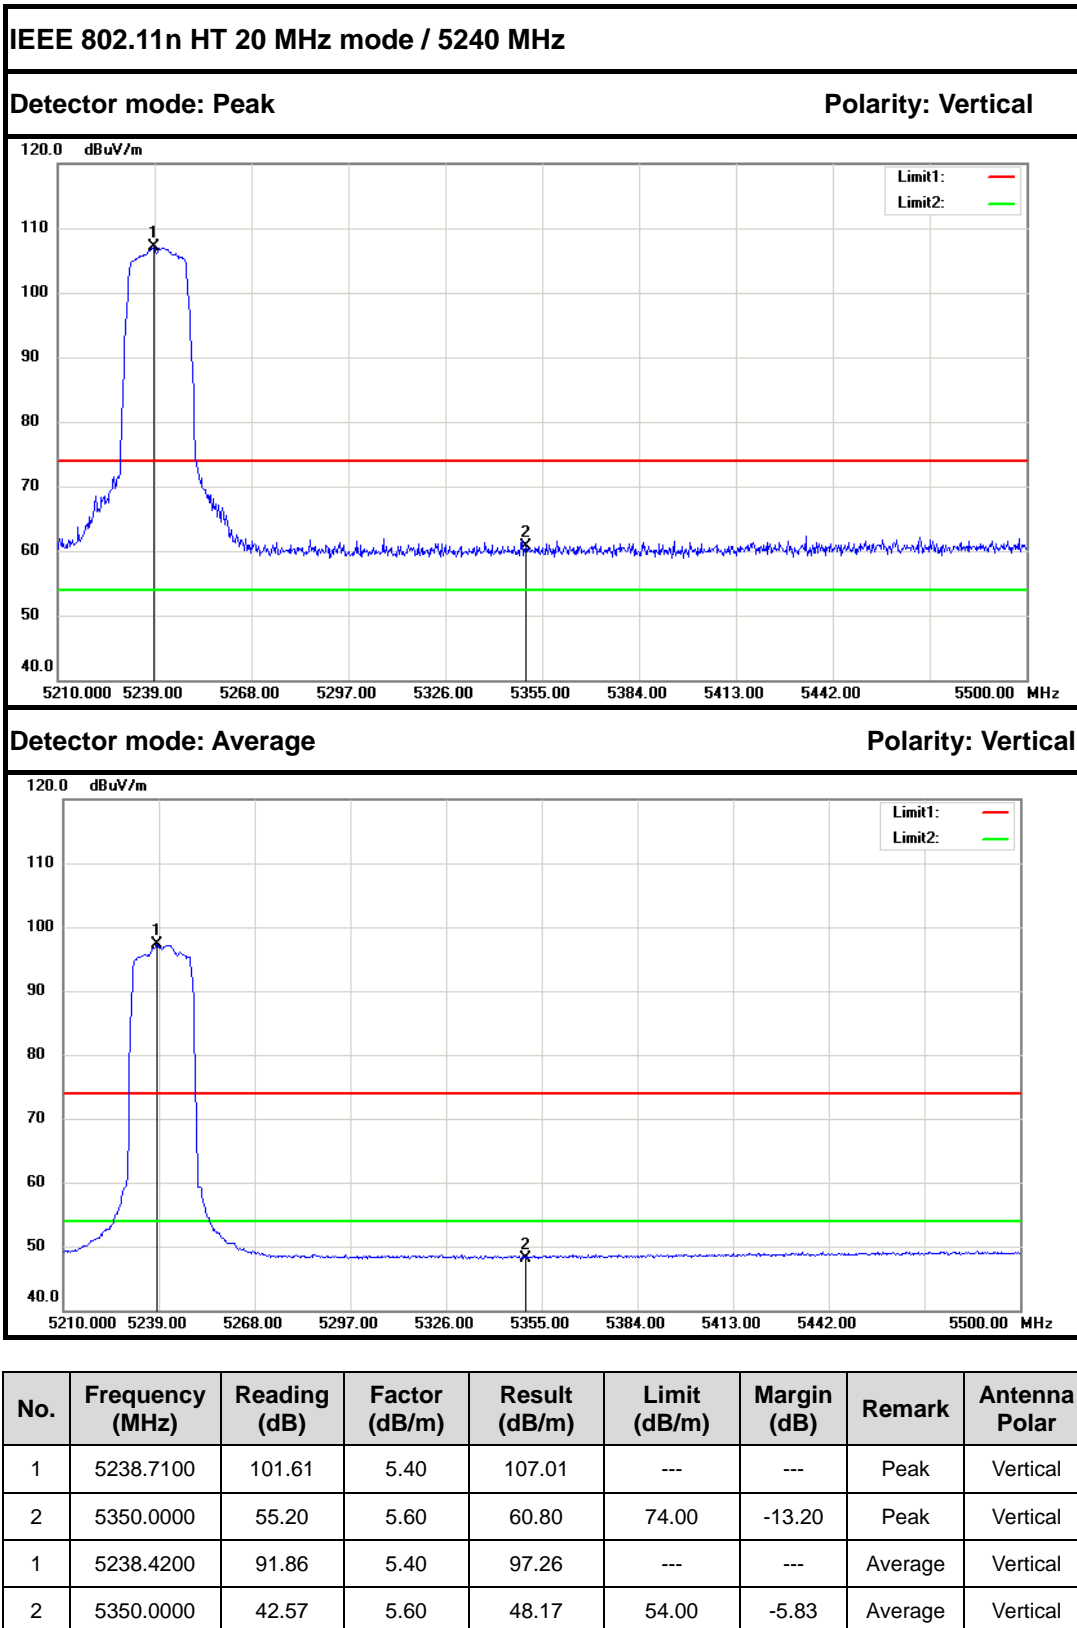 IEEE 802.11n HT 20 MHz mode / 5240 MHz
Detector mode: Peak Polarity: Vertical
120.0 dBuV/m
Limit1:
Limit2:
110
1
100
90
80
70
2
60
50
40.0
5210.000 5239.00 5268.00 5297.00 5326.00 5355.00 5384.00 5413.00 5442.00 5500.00 MHz
Detector mode: Average Polarity: Vertical
120.0 dBuV/m
Limit1:
Limit2:
110
100
1
90
80
70
60
50
2
40.0
5210.000 5239.00 5268.00 5297.00 5326.00 5355.00 5384.00 5413.00 5442.00 5500.00 MHz
No. Frequency (MHz) Reading (dB) Factor (dB/m) Result (dB/m) Limit (dB/m) Margin (dB) Remark Antenna Polar
1 5238.7100 101.61 5.40 107.01 --- --- Peak Vertical
2 5350.0000 55.20 5.60 60.80 74.00 -13.20 Peak Vertical
1 5238.4200 91.86 5.40 97.26 --- --- Average Vertical
2 5350.0000 42.57 5.60 48.17 54.00 -5.83 Average Vertical